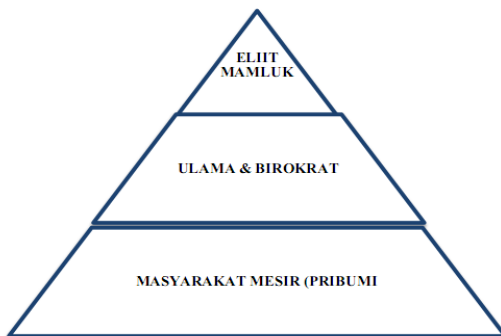 ELIIT
MAMLUK
ULAMA & BIROKRAT
MASYARAKAT MESIR (PRIBUMI